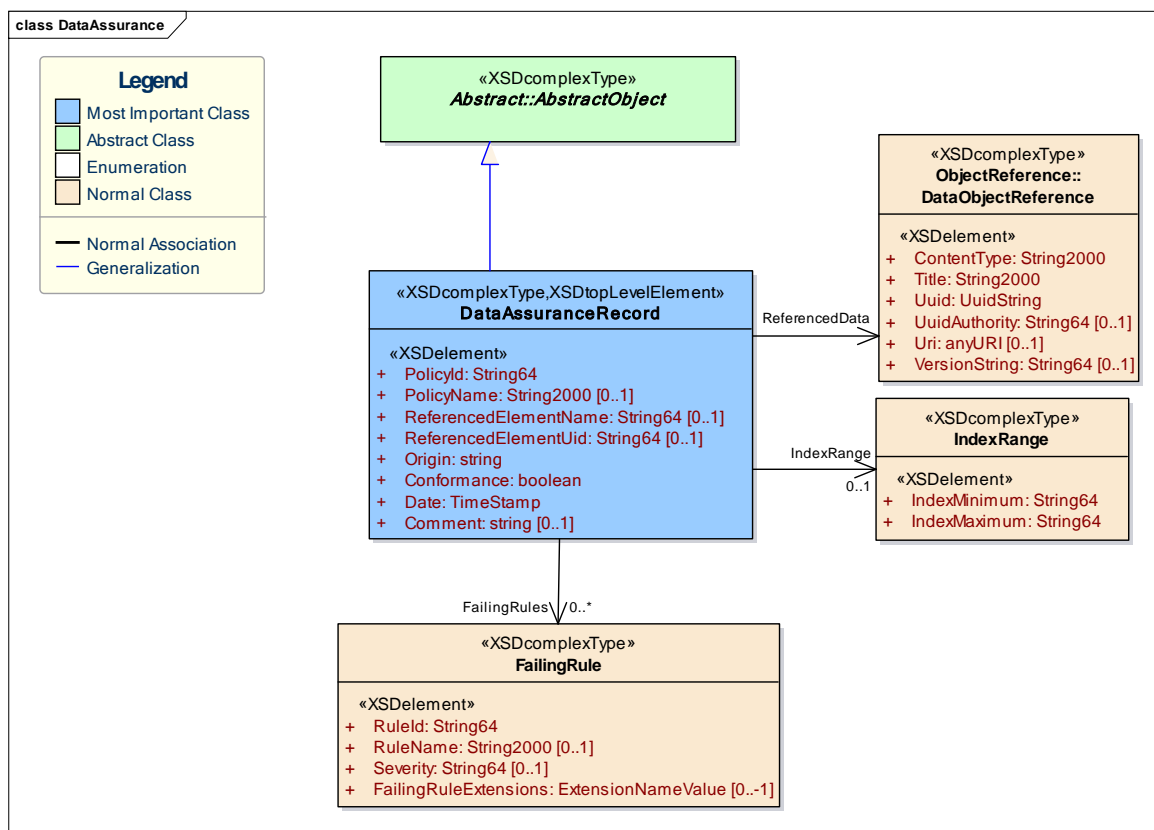 class DataAssurance
Legend
Most Important Class
Abstract Class
Enumeration
Normal Class
Normal Association
Generalization
«XSDcomplexType»
Abstract::AbstractObject
«XSDcomplexType»
ObjectReference::
DataObjectReference
«XSDelement»
+ ContentType: String2000
+ Title: String2000
+ Uuid: UuidString
+ UuidAuthority: String64 [0..1]
+ Uri: anyURI [0..1]
+ VersionString: String64 [0..1]
«XSDcomplexType,XSDtopLevelElement»
DataAssuranceRecord
«XSDelement»
+ PolicyId: String64
+ PolicyName: String2000 [0..1]
+ ReferencedElementName: String64 [0..1]
+ ReferencedElementUid: String64 [0..1]
+ Origin: string
+ Conformance: boolean
+ Date: TimeStamp
+ Comment: string [0..1]
ReferencedData
IndexRange
0..1
«XSDcomplexType»
IndexRange
«XSDelement»
+ IndexMinimum: String64
+ IndexMaximum: String64
FailingRules
0..*
«XSDcomplexType»
FailingRule
«XSDelement»
+ RuleId: String64
+ RuleName: String2000 [0..1]
+ Severity: String64 [0..1]
+ FailingRuleExtensions: ExtensionNameValue [0..-1]